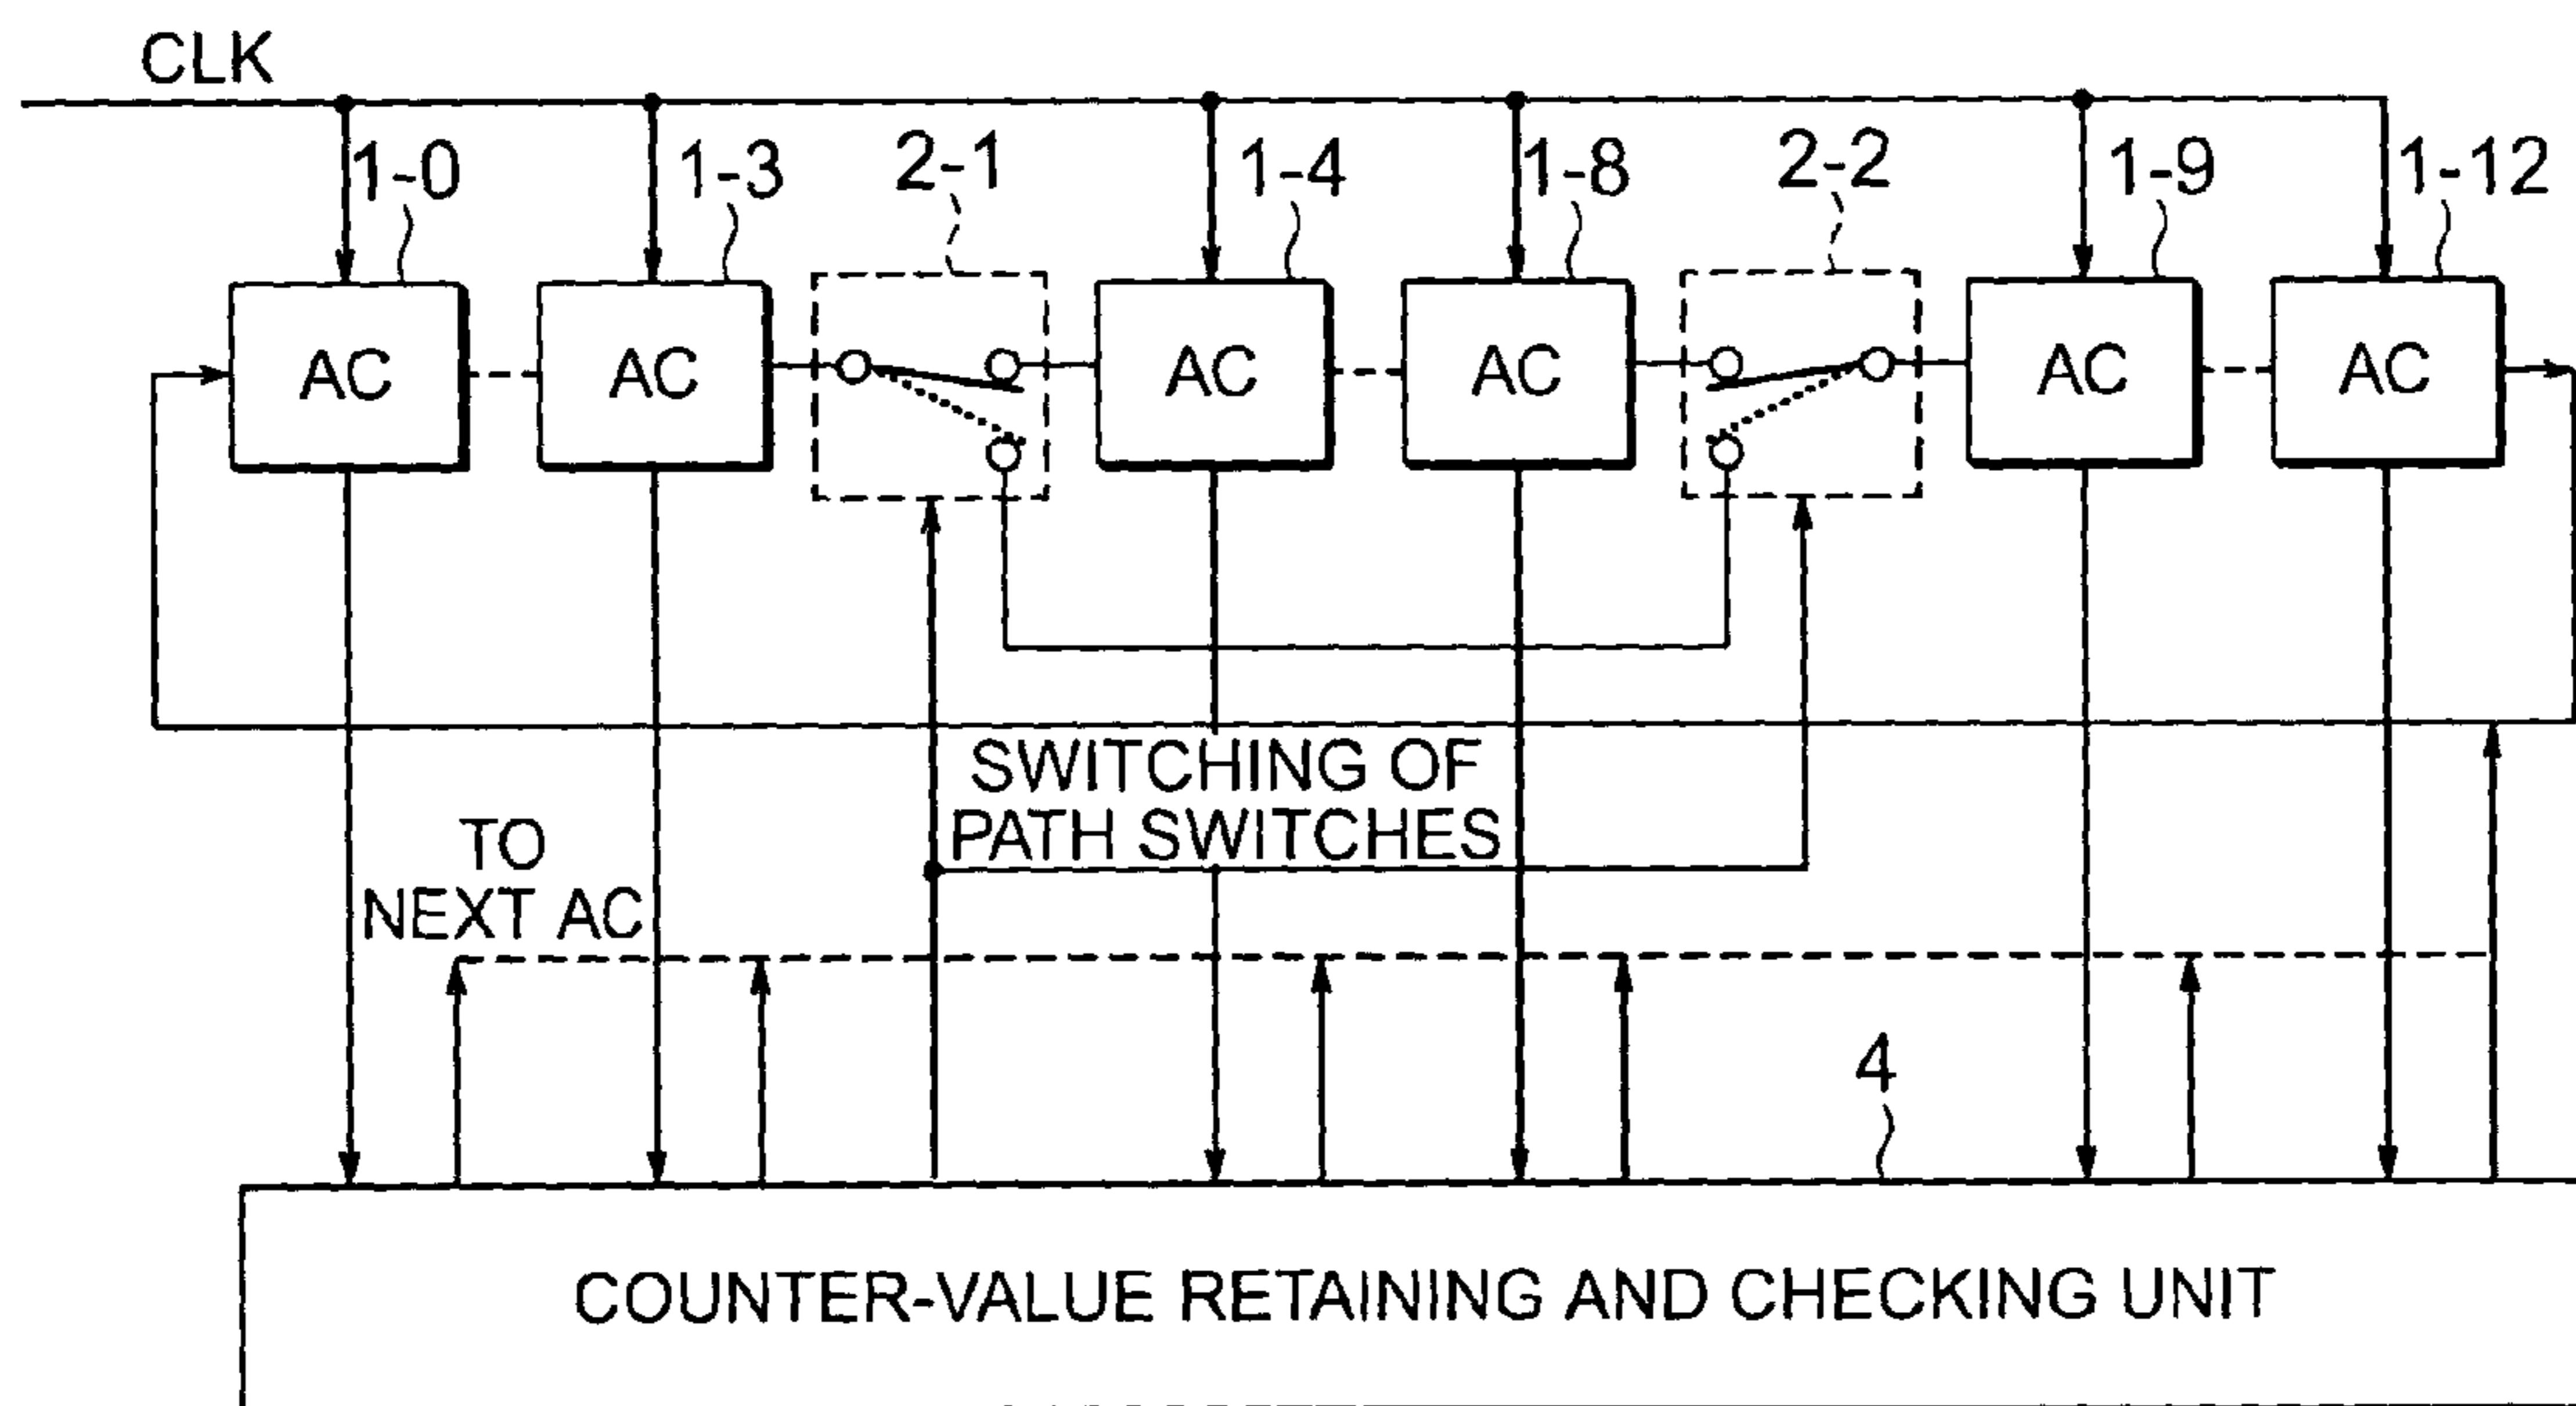 CLK
1-0
1-3
2-1
1-4
1-8
2-2
1-9
1-12
AC
AC
AC
AC
AC
AC
SWITCHING OF
PATH SWITCHES
TO
NEXT AC
4
COUNTER-VALUE RETAINING AND CHECKING UNIT